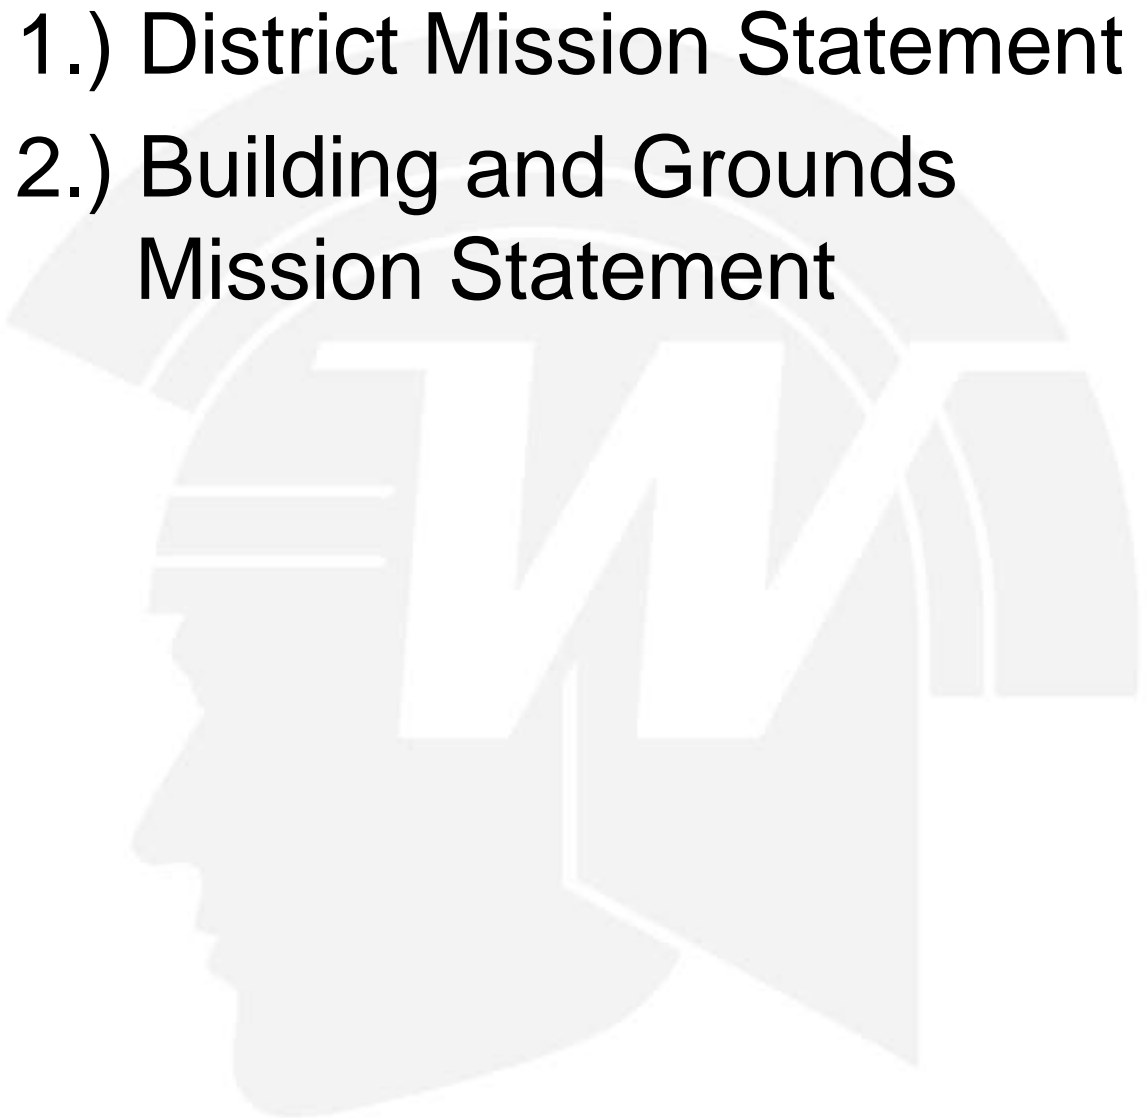 1.) District Mission Statement
2.) Building and Grounds
Mission Statement
W